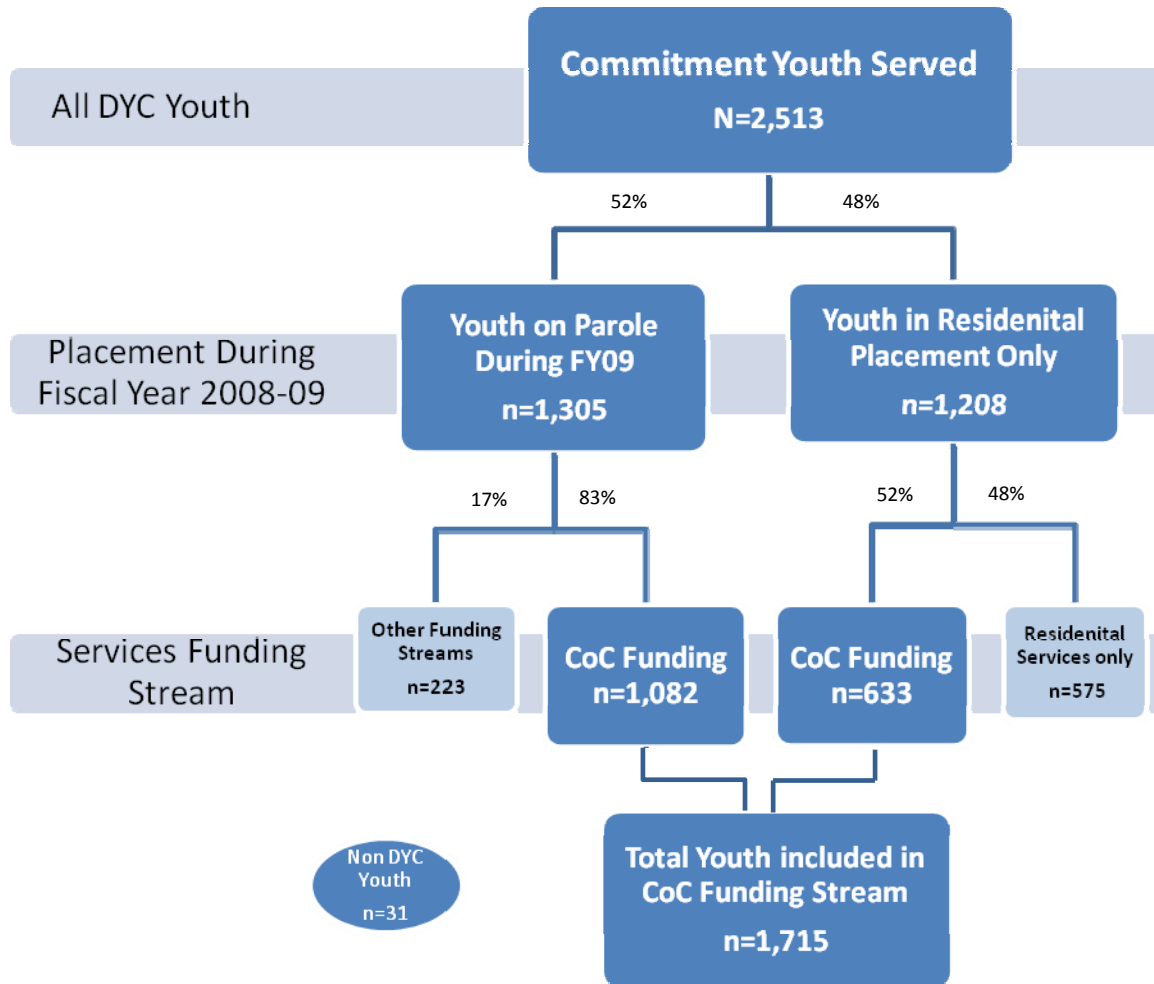 Commitment Youth Served
N=2,513
All DYC Youth
52%
48%
Youth on Parole
During FY09
n=1,305
Youth in Residenital
Placement Only
n=1,208
Placement During
Fiscal Year 2008-09
17%
83%
52%
48%
Other Funding
Streams
n=223
CoC Funding
n=1,082
CoC Funding
n=633
Residenital
Services only
n=575
Services Funding
Stream
Non DYC
Youth
n=31
Total Youth included in
CoC Funding Stream
n=1,715